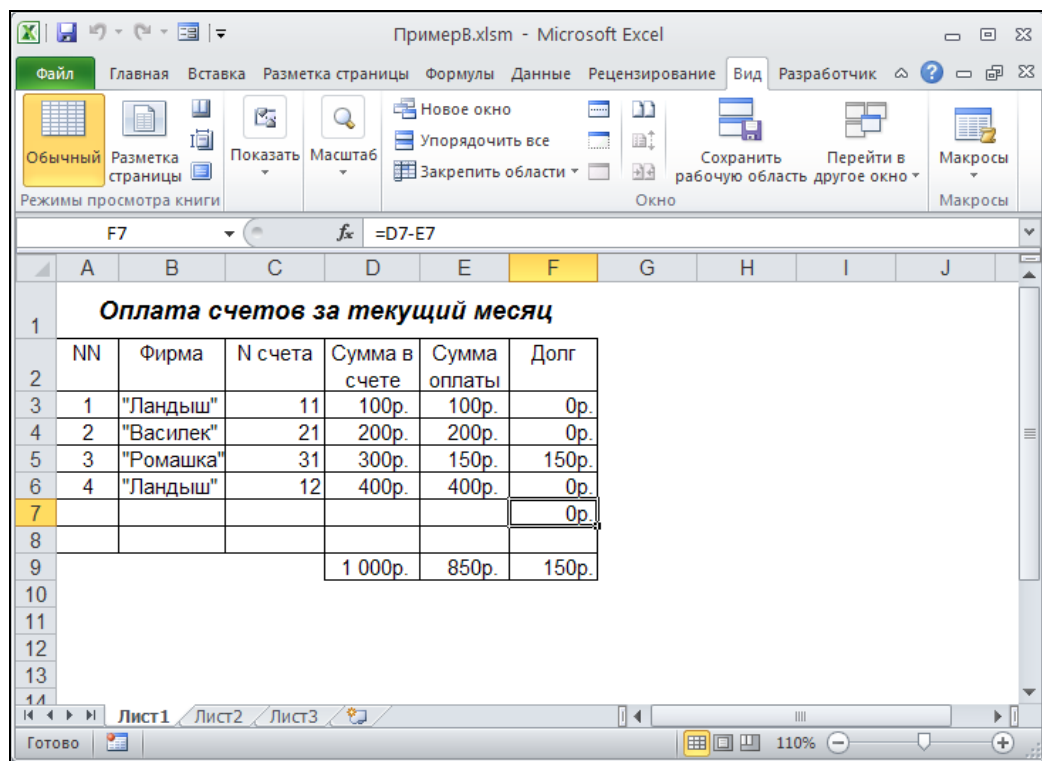 ПримерВ.xlsm - Microsoft Excel
Файл Главная Вставка Разметка страницы Формулы Данные Рецензирование Вид Разработчик
Обычный Разметка страницы Показать Масштаб Новое окно Упорядочить все Закрепить области Сохранить рабочую область Перейти в другое окно Макросы
Режимы просмотра книги Окно Макросы
F7 fx =D7-E7
A B C D E F G H I J
1 Оплата счетов за текущий месяц
2 NN Фирма N счета Сумма в счете Сумма оплаты Долг
3 1 "Ландыш" 11 100р. 100р. 0р.
4 2 "Василек" 21 200р. 200р. 0р.
5 3 "Ромашка" 31 300р. 150р. 150р.
6 4 "Ландыш" 12 400р. 400р. 0р.
7 0р.
8
9 1 000р. 850р. 150р.
10
11
12
13
14
Лист1 Лист2 Лист3
Готово 110%